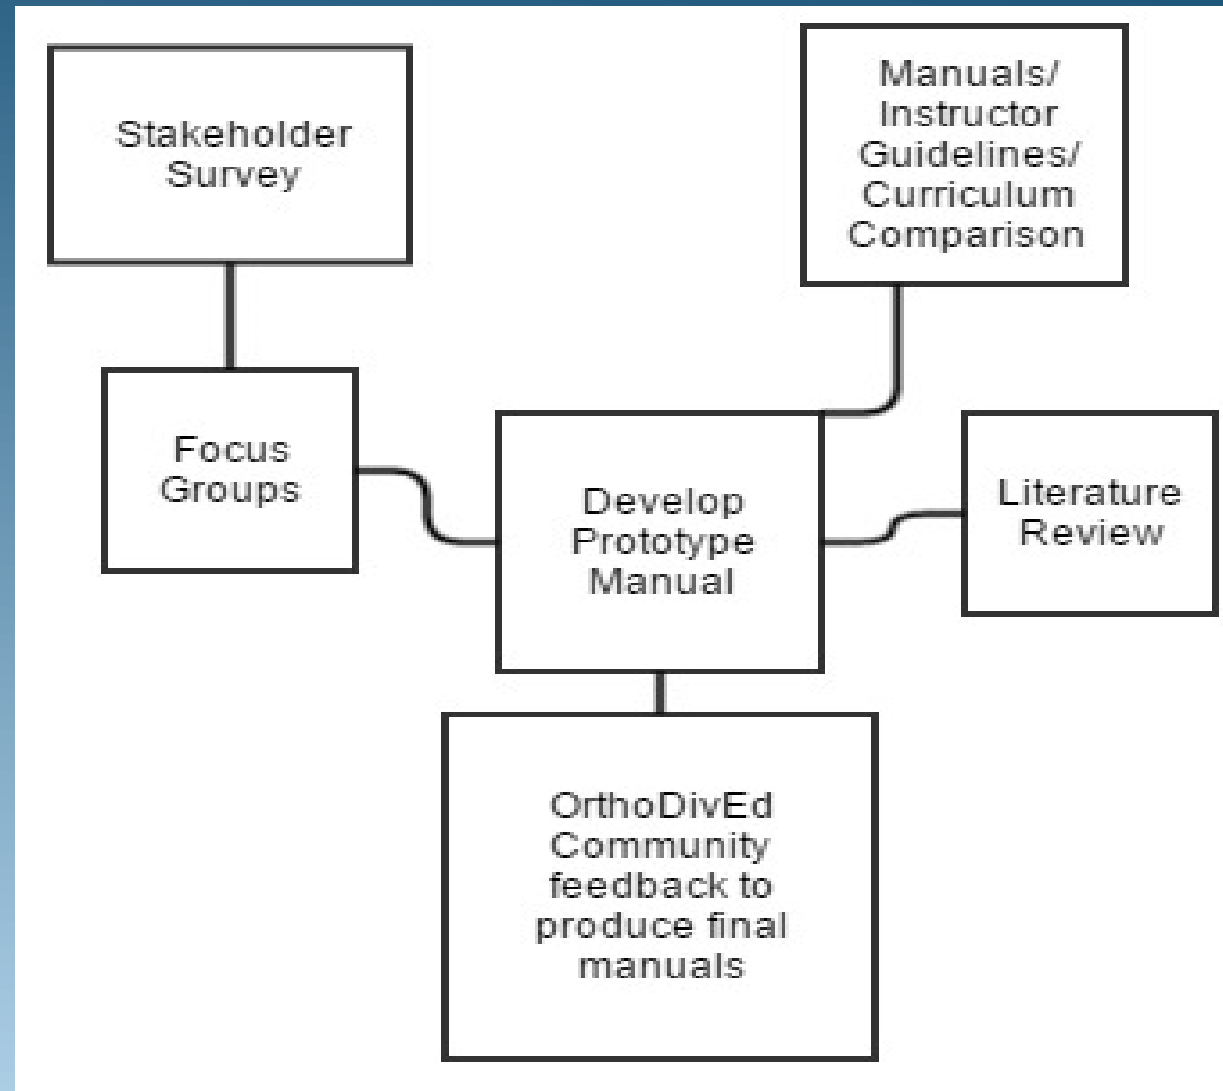 Stakeholder
Survey
Manuals/
Instructor
Guidelines/
Curriculum
Comparison
Focus
Groups
Develop
Prototype
Manual
Literature
Review
OrthoDivEd
Community
feedback to
produce final
manuals